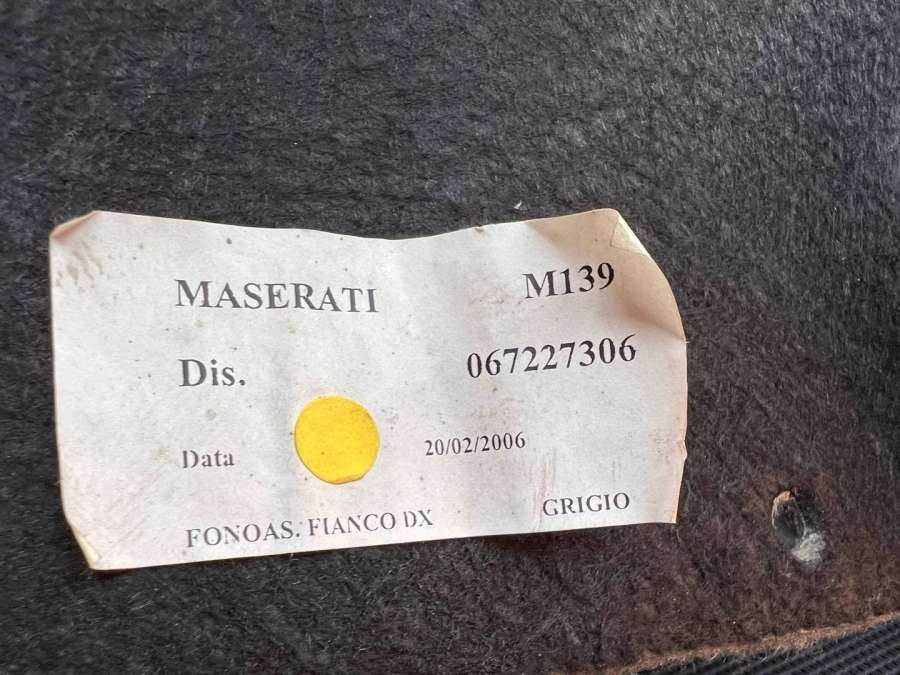 MASERATI M139
Dis. 067227306
Data 20/02/2006
FONOAS. FIANCO DX GRIGIO